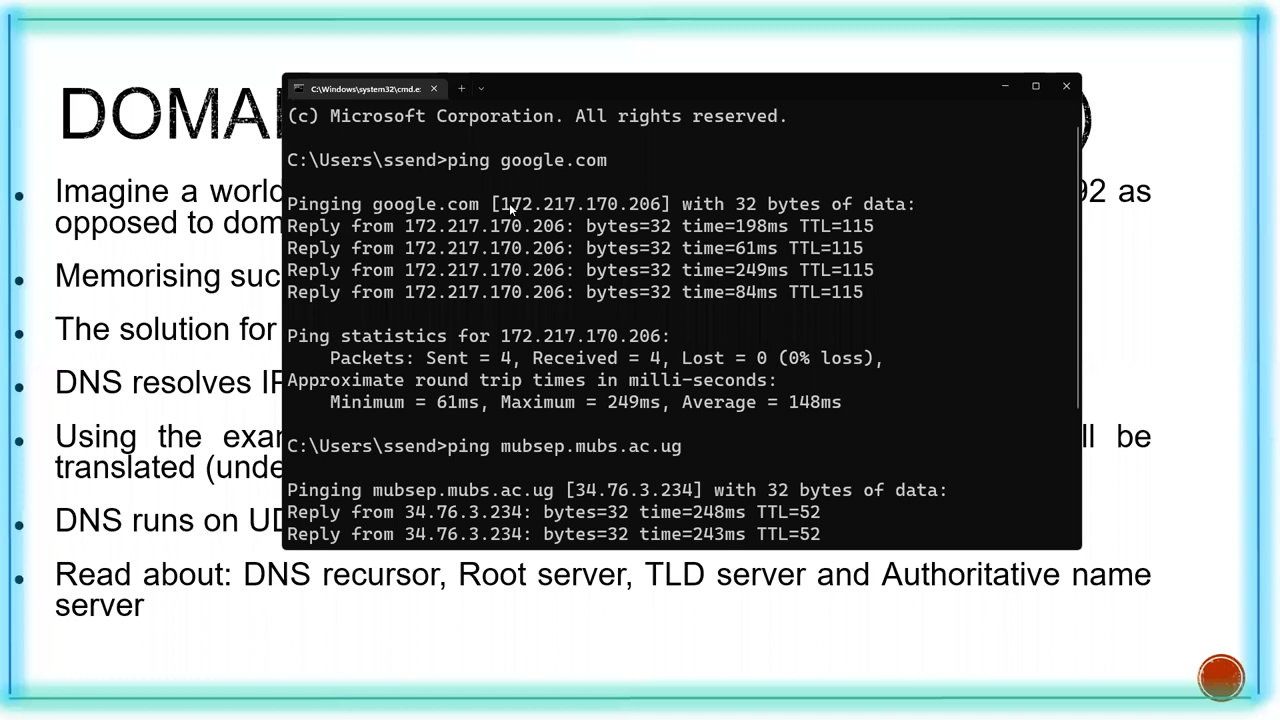 DOMAI )
• Imagine a world 92 as
opposed to dom
• Memorising suc
• The solution for
• DNS resolves IP
• Using the exam ll be
translated (unde
• DNS runs on UD
• Read about: DNS recursor, Root server, TLD server and Authoritative name
server
C:\Windows\system32\cmd.e:
(c) Microsoft Corporation. All rights reserved.
C:\Users\ssend>ping google.com
Pinging google.com [172.217.170.206] with 32 bytes of data:
Reply from 172.217.170.206: bytes=32 time=198ms TTL=115
Reply from 172.217.170.206: bytes=32 time=61ms TTL=115
Reply from 172.217.170.206: bytes=32 time=249ms TTL=115
Reply from 172.217.170.206: bytes=32 time=84ms TTL=115
Ping statistics for 172.217.170.206:
Packets: Sent = 4, Received = 4, Lost = 0 (0% loss),
Approximate round trip times in milli-seconds:
Minimum = 61ms, Maximum = 249ms, Average = 148ms
C:\Users\ssend>ping mubsep.mubs.ac.ug
Pinging mubsep.mubs.ac.ug [34.76.3.234] with 32 bytes of data:
Reply from 34.76.3.234: bytes=32 time=248ms TTL=52
Reply from 34.76.3.234: bytes=32 time=243ms TTL=52